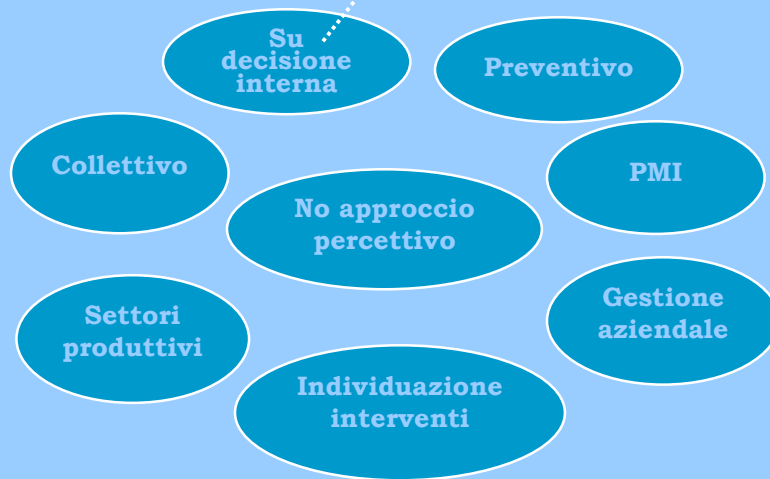 Su
decisione
interna
Preventivo
Collettivo
PMI
No approccio
percettivo
Settori
produttivi
Gestione
aziendale
Individuazione
interventi